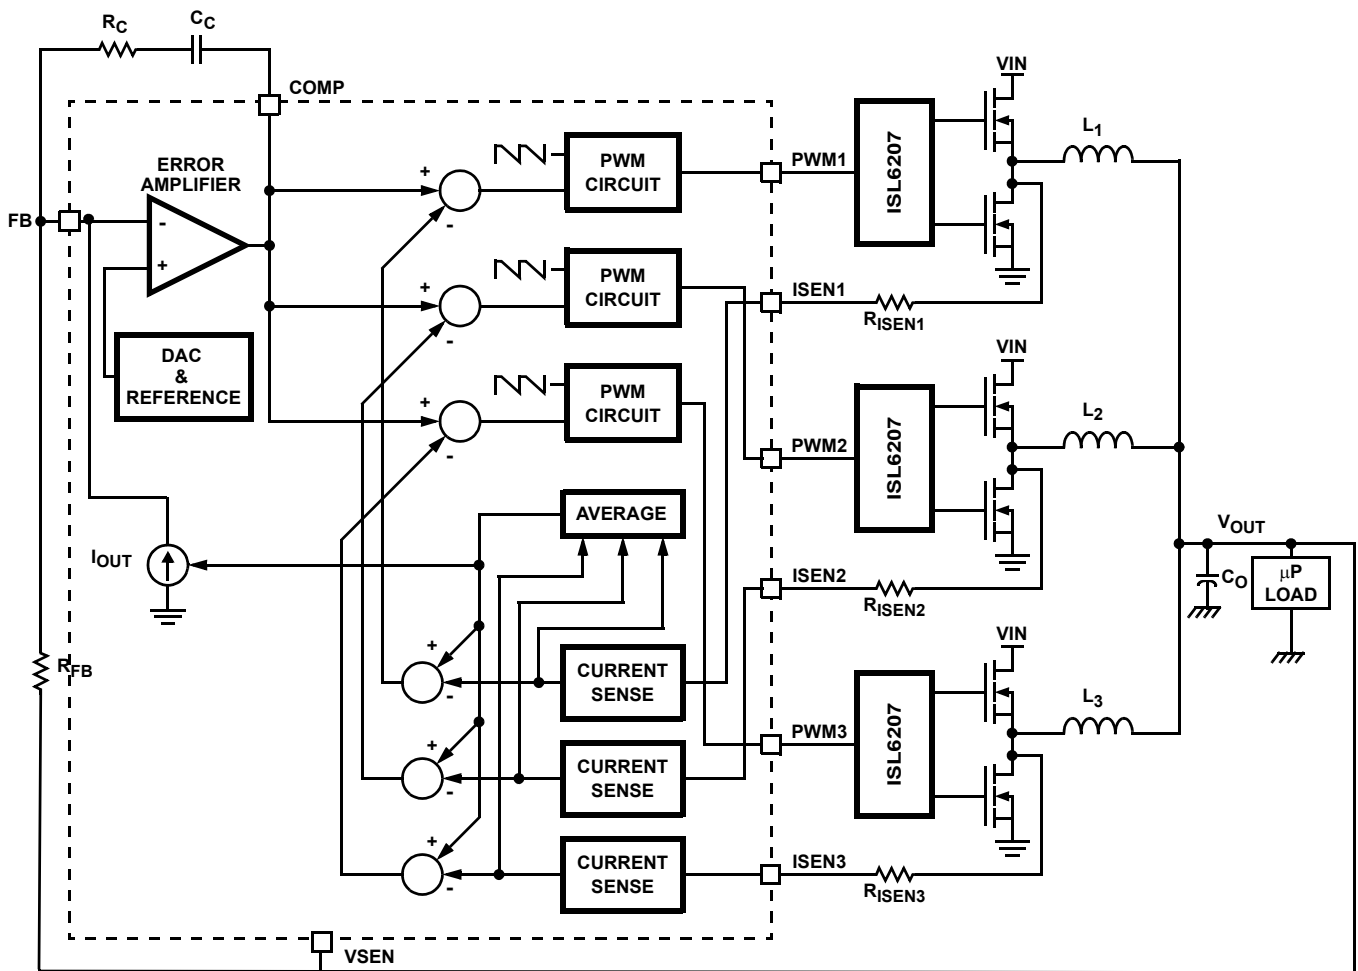 RC
CC
COMP
VIN
ERROR
AMPLIFIER
+
-
PWM
CIRCUIT
PWM1
ISL6207
L1
FB
-
+
+
-
PWM
CIRCUIT
ISEN1
RISEN1
DAC
&
REFERENCE
+
-
PWM
CIRCUIT
VIN
PWM2
ISL6207
L2
AVERAGE
IOUT
VOUT
CO
µP
LOAD
ISEN2
RISEN2
RFB
+
-
CURRENT
SENSE
VIN
PWM3
ISL6207
L3
+
-
CURRENT
SENSE
+
-
CURRENT
SENSE
ISEN3
RISEN3
VSEN